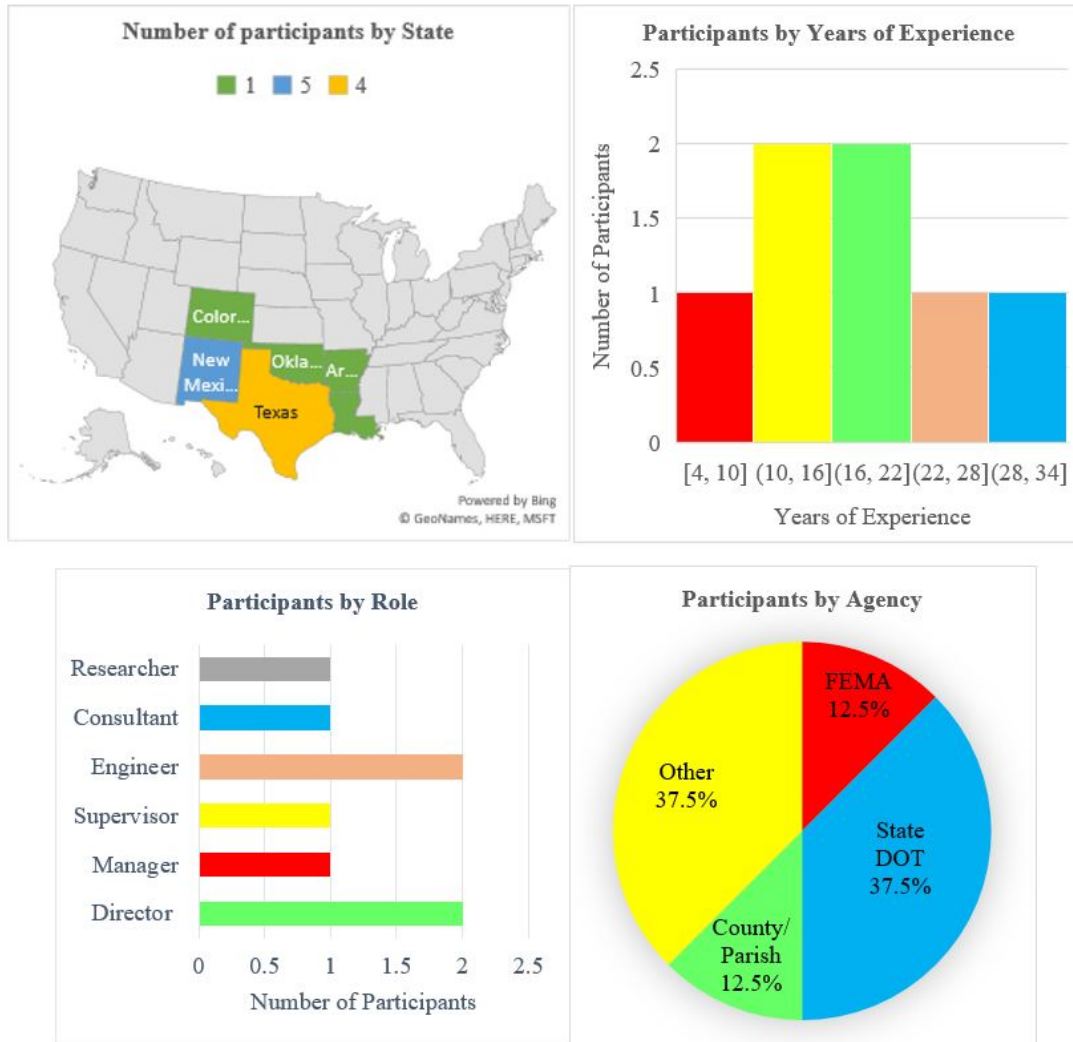 Number of participants by State
1 5 4
Color...
New
Mexi...
Okla...
Ar...
Texas
Powered by Bing
© GeoNames, HERE, MSFT
Participants by Years of Experience
Number of Participants
2.5
2
1.5
1
0.5
0
[4, 10] (10, 16] (16, 22] (22, 28] (28, 34]
Years of Experience
Participants by Role
Researcher
Consultant
Engineer
Supervisor
Manager
Director
0 0.5 1 1.5 2 2.5
Number of Participants
Participants by Agency
FEMA
12.5%
Other
37.5%
State
DOT
37.5%
County/
Parish
12.5%